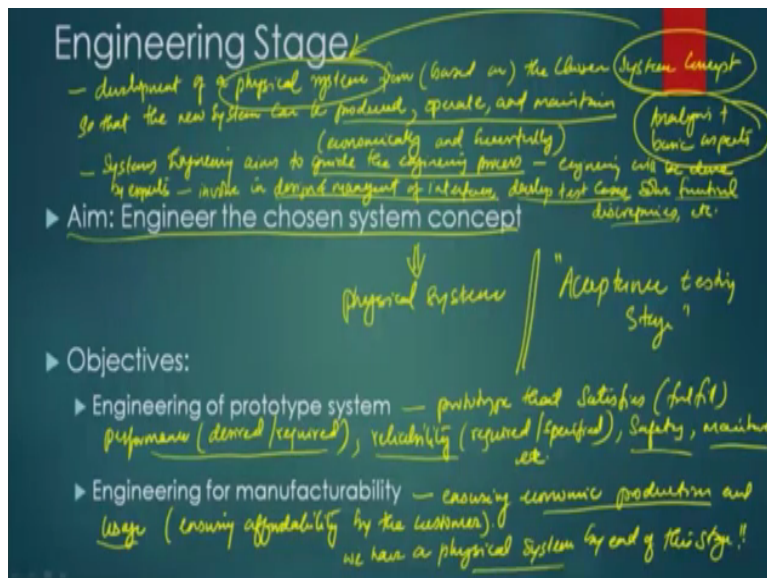 Engineering Stage
— development of a physical system from (based on) the chosen System Concept
So that the new System can be produced, operate, and maintain
(economically and successfully)
Analysis +
basic aspects
— Systems Engineering aims to guide the engineering process — engineering will be done
by experts — involve in design & management of interfaces, develop test cases, solve functional
discrepancies, etc.
▶ Aim: Engineer the chosen system concept
physical system
"Acceptance testing
Stage"
▶ Objectives:
▶ Engineering of prototype system — prototype that satisfies (fulfil)
performance (desired/required), reliability (required/specified), Safety,
etc.
▶ Engineering for manufacturability — ensuring economic production and
usage (ensuring affordability by the customer).
we have a physical system by end of this stage!!